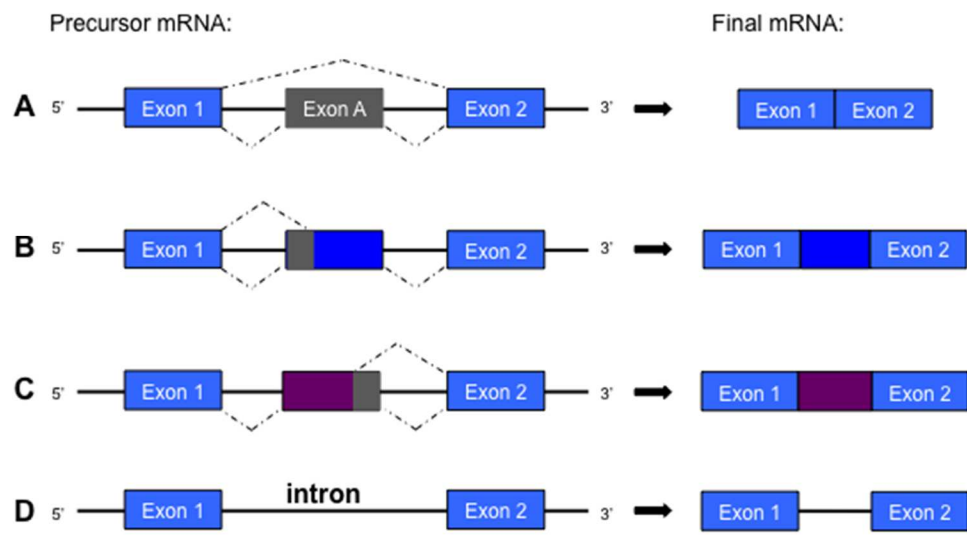 Precursor mRNA: Final mRNA:
A 5' Exon 1 Exon A Exon 2 3' Exon 1 Exon 2
B 5' Exon 1 Exon 2 3' Exon 1 Exon 2
C 5' Exon 1 Exon 2 3' Exon 1 Exon 2
intron
D 5' Exon 1 Exon 2 3' Exon 1 Exon 2